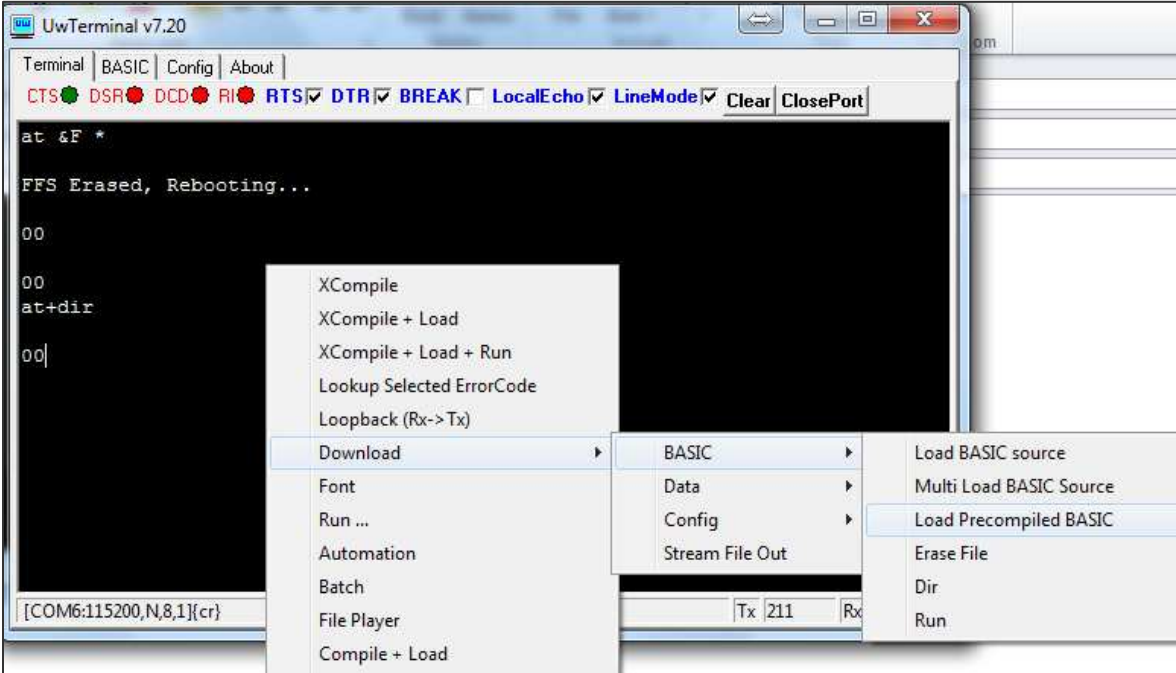 UwTerminal v7.20
Terminal BASIC Config About
CTS DSR DCD RI RTS DTR BREAK LocalEcho LineMode Clear ClosePort
at &F *
FFS Erased, Rebooting...
00
00
at+dir
00
XCompile
XCompile + Load
XCompile + Load + Run
Lookup Selected ErrorCode
Loopback (Rx->Tx)
Download
Font
Run ...
Automation
Batch
File Player
Compile + Load
BASIC
Data
Config
Stream File Out
Load BASIC source
Multi Load BASIC Source
Load Precompiled BASIC
Erase File
Dir
Run
[COM6:115200,N,8,1]{cr}
Tx 211 Rx
om